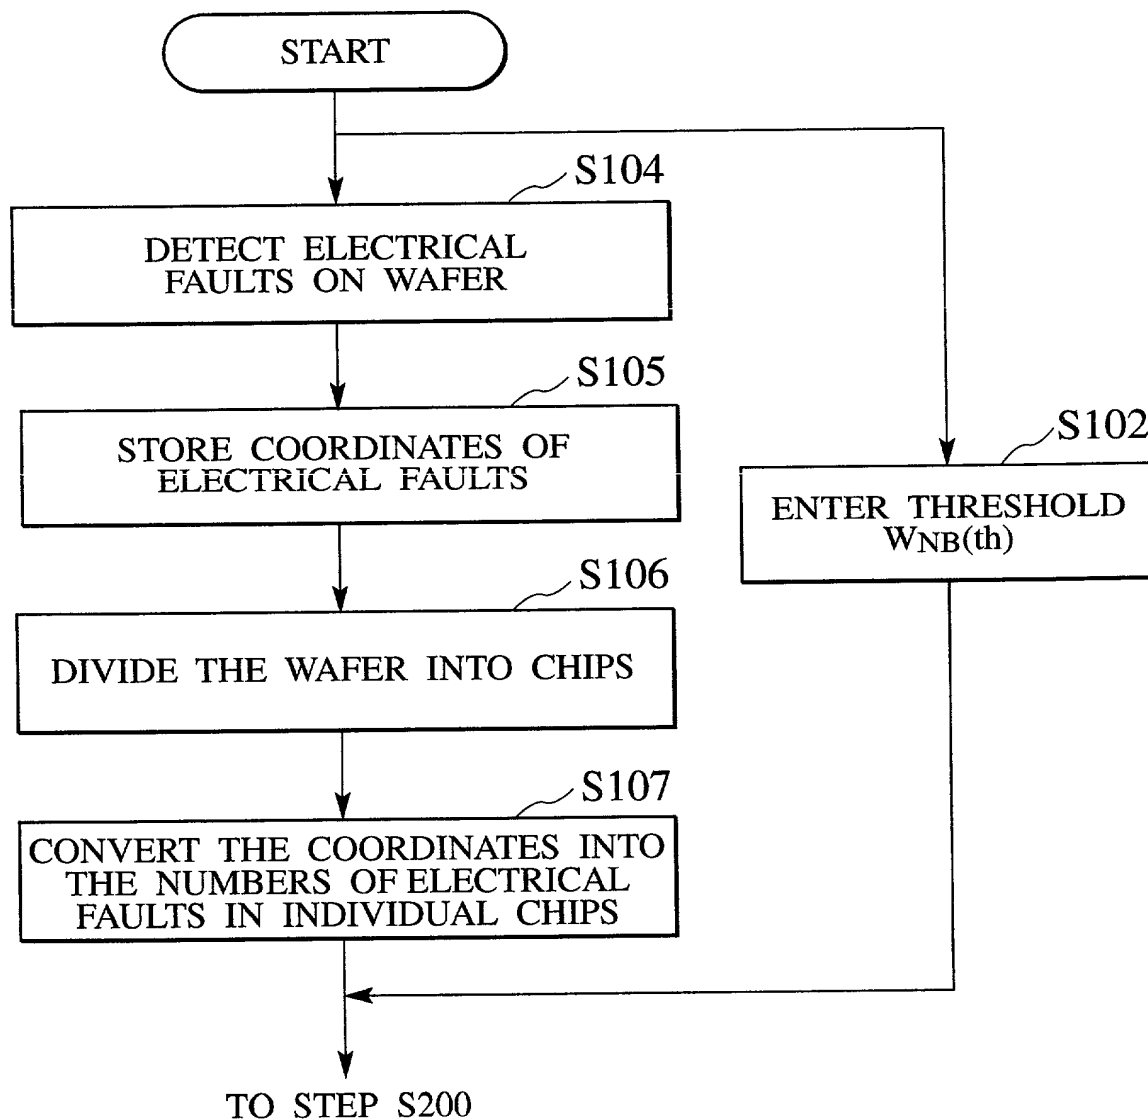 START
S104
DETECT ELECTRICAL
FAULTS ON WAFER
S105
STORE COORDINATES OF
ELECTRICAL FAULTS
S102
ENTER THRESHOLD
WNB(th)
S106
DIVIDE THE WAFER INTO CHIPS
S107
CONVERT THE COORDINATES INTO
THE NUMBERS OF ELECTRICAL
FAULTS IN INDIVIDUAL CHIPS
TO STEP S200